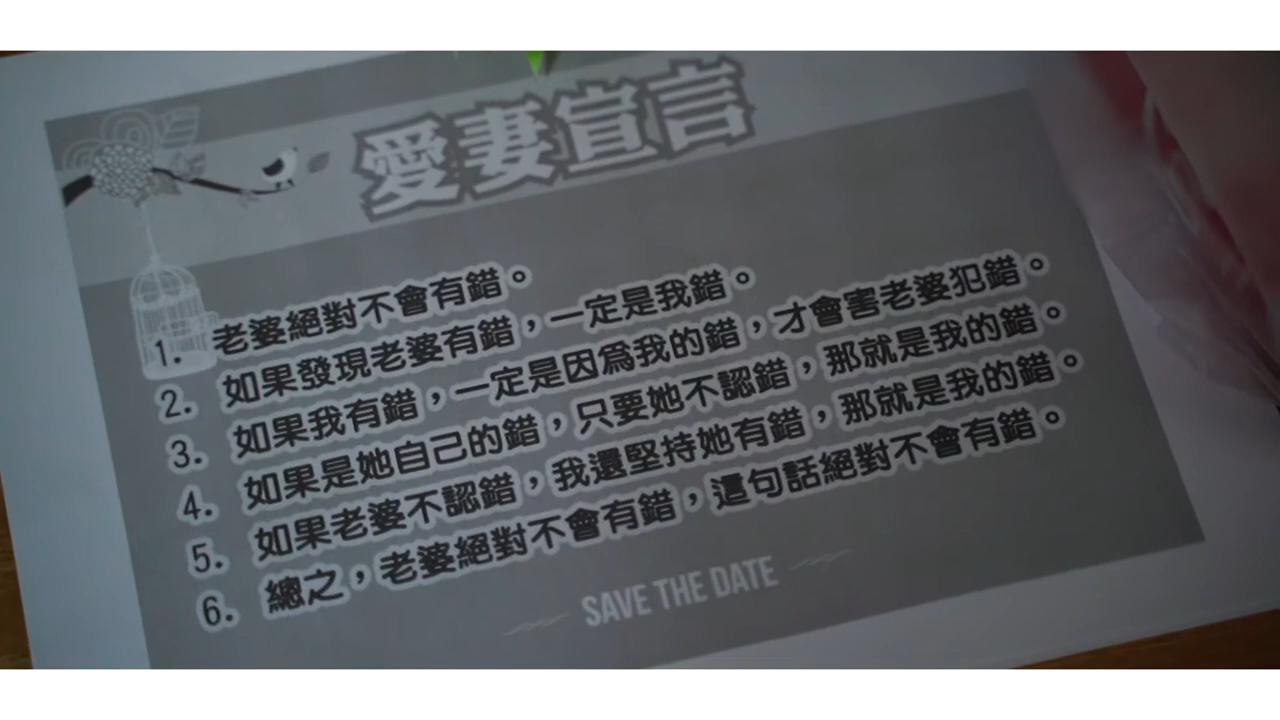 愛妻宣言
1. 老婆絕對不會有錯。
2. 如果發現老婆有錯，一定是我錯。
3. 如果我有錯，一定是因為我的錯，才會害老婆犯錯。
4. 如果是她自己的錯，只要她不認錯，那就是我的錯。
5. 如果老婆不認錯，我還堅持她有錯，那就是我的錯。
6. 總之，老婆絕對不會有錯，這句話絕對不會有錯。
SAVE THE DATE